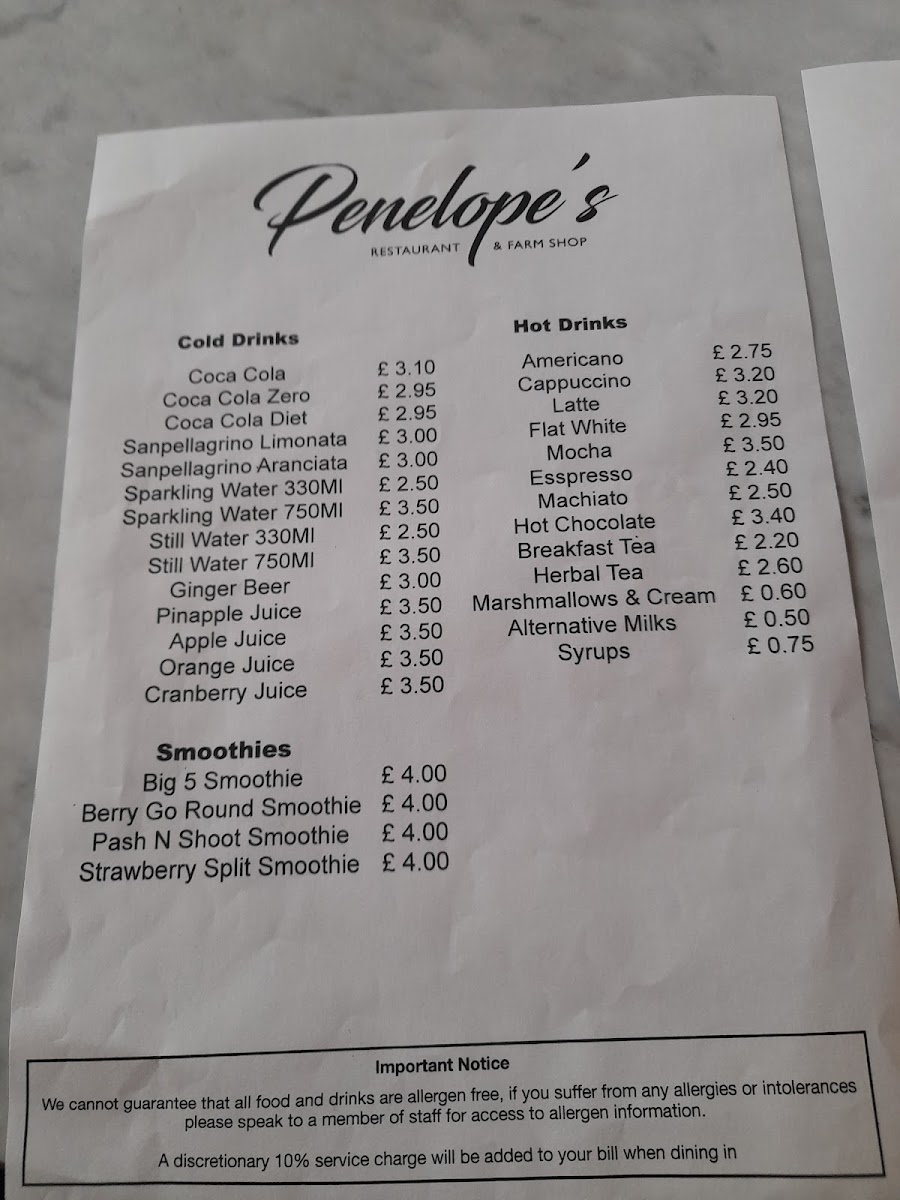 Penelope's
RESTAURANT & FARM SHOP
Cold Drinks
Coca Cola £ 3.10
Coca Cola Zero £ 2.95
Coca Cola Diet £ 2.95
Sanpellagrino Limonata £ 3.00
Sanpellagrino Aranciata £ 3.00
Sparkling Water 330Ml £ 2.50
Sparkling Water 750Ml £ 3.50
Still Water 330Ml £ 2.50
Still Water 750Ml £ 3.50
Ginger Beer £ 3.00
Pinapple Juice £ 3.50
Apple Juice £ 3.50
Orange Juice £ 3.50
Cranberry Juice £ 3.50
Smoothies
Big 5 Smoothie £ 4.00
Berry Go Round Smoothie £ 4.00
Pash N Shoot Smoothie £ 4.00
Strawberry Split Smoothie £ 4.00
Hot Drinks
Americano £ 2.75
Cappuccino £ 3.20
Latte £ 3.20
Flat White £ 2.95
Mocha £ 3.50
Esspresso £ 2.40
Machiato £ 2.50
Hot Chocolate £ 3.40
Breakfast Tea £ 2.20
Herbal Tea £ 2.60
Marshmallows & Cream £ 0.60
Alternative Milks £ 0.50
Syrups £ 0.75
Important Notice
We cannot guarantee that all food and drinks are allergen free, if you suffer from any allergies or intolerances
please speak to a member of staff for access to allergen information.
A discretionary 10% service charge will be added to your bill when dining in